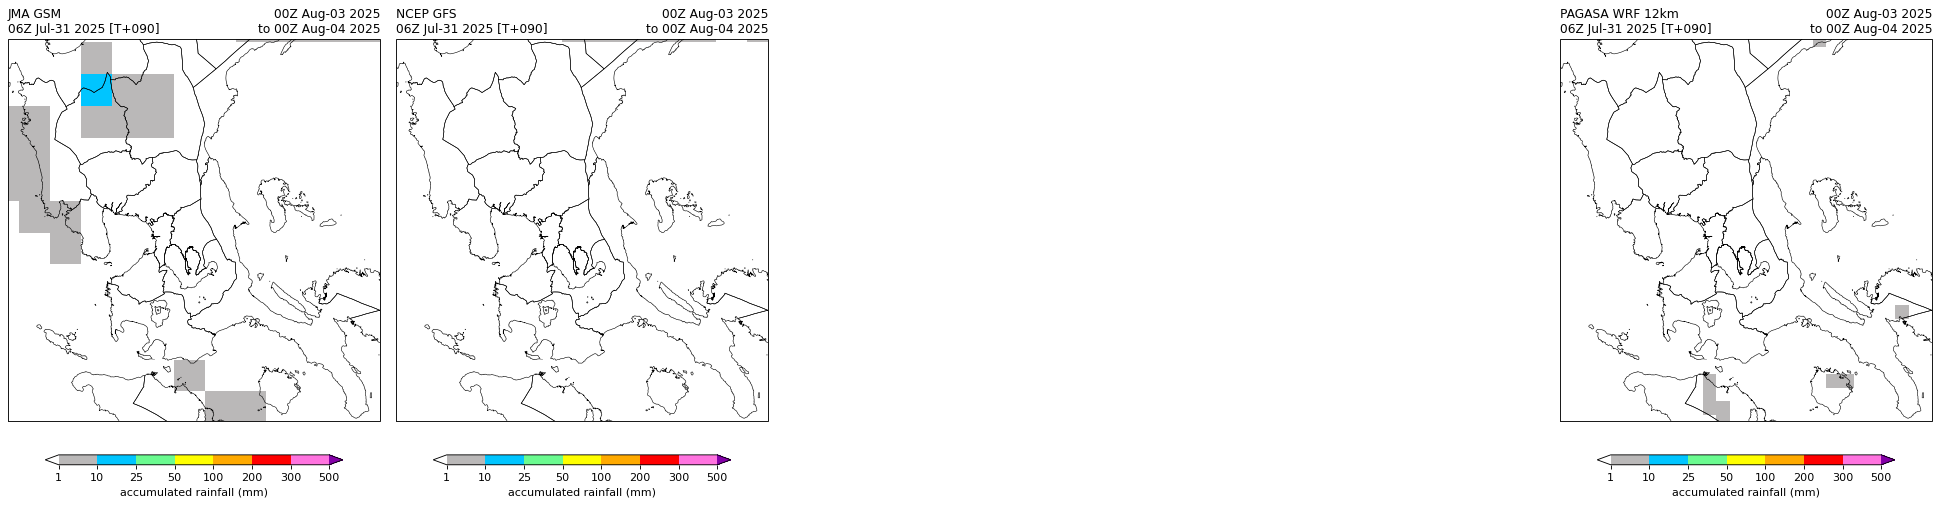 JMA GSM 00Z Aug-03 2025
06Z Jul-31 2025 [T+090] to 00Z Aug-04 2025
1 10 25 50 100 200 300 500
accumulated rainfall (mm)
NCEP GFS 00Z Aug-03 2025
06Z Jul-31 2025 [T+090] to 00Z Aug-04 2025
1 10 25 50 100 200 300 500
accumulated rainfall (mm)
PAGASA WRF 12km 00Z Aug-03 2025
06Z Jul-31 2025 [T+090] to 00Z Aug-04 2025
1 10 25 50 100 200 300 500
accumulated rainfall (mm)